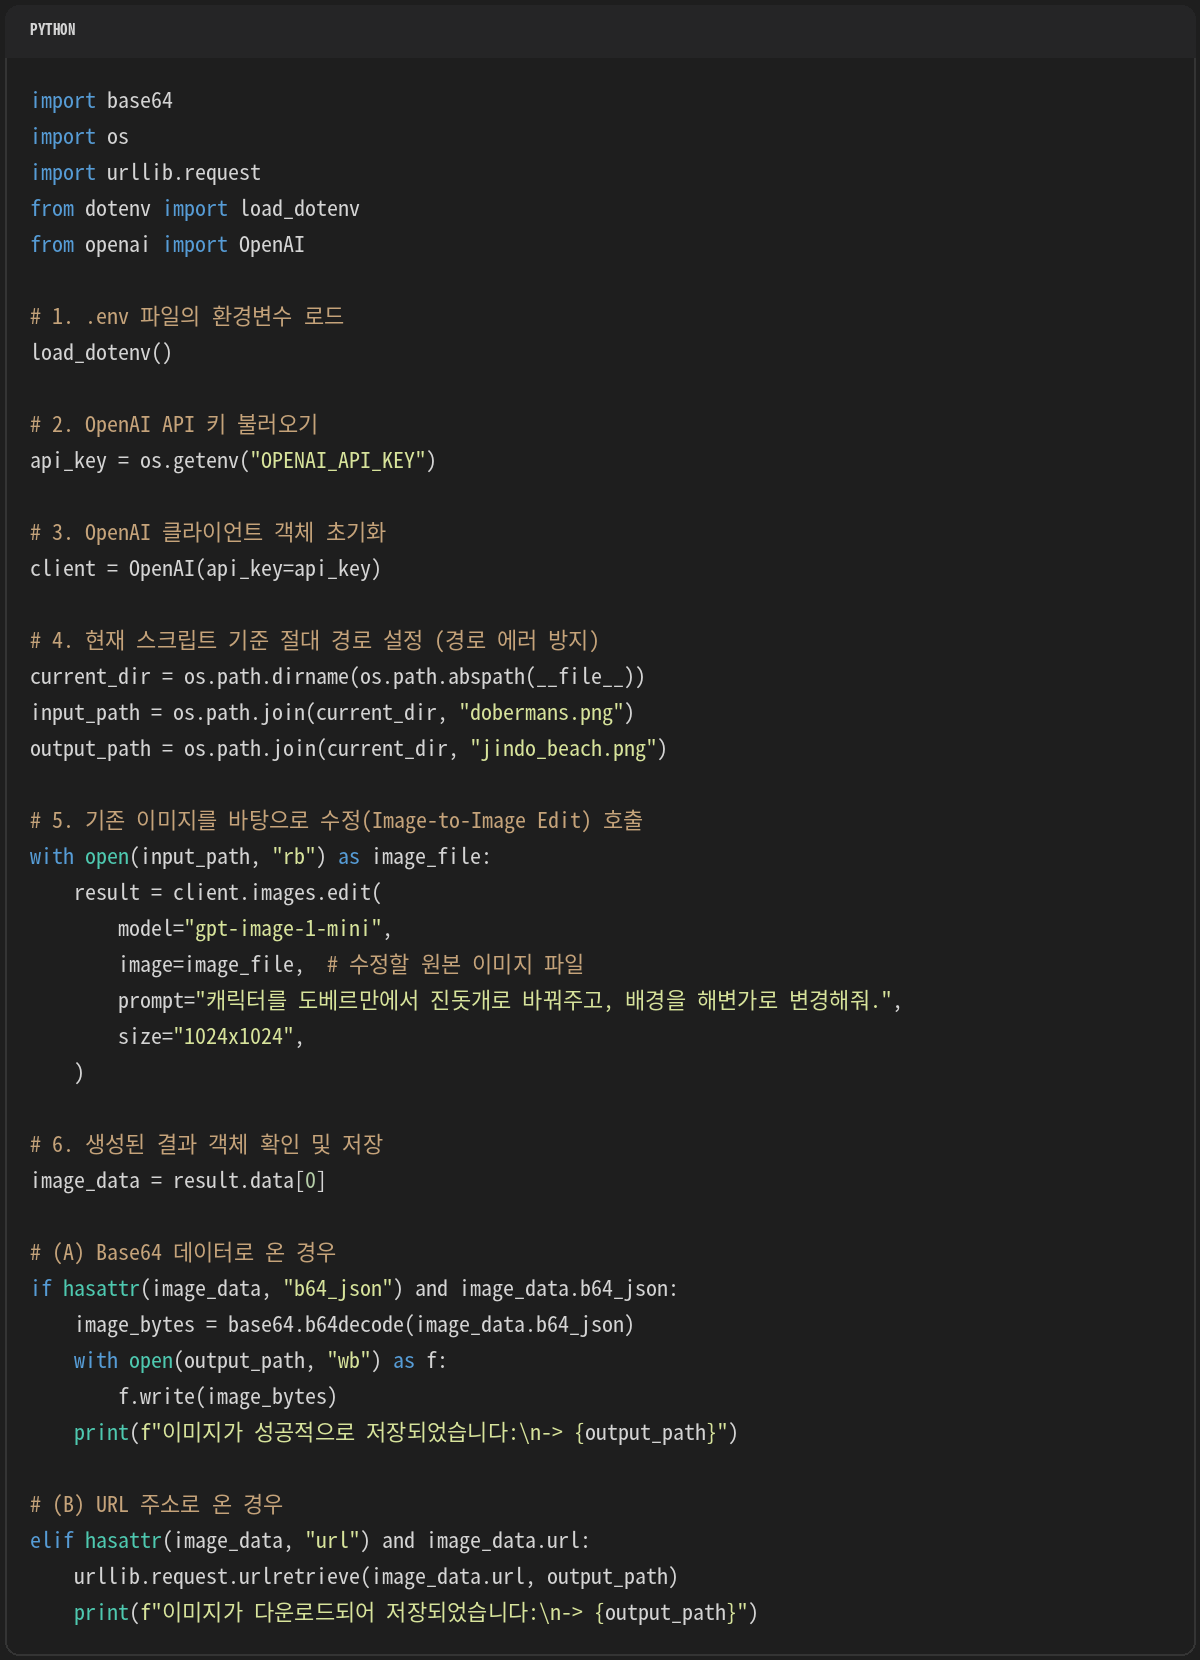 PYTHON
import base64
import os
import urllib.request
from dotenv import load_dotenv
from openai import OpenAI
# 1. .env 파일의 환경변수 로드
load_dotenv()
# 2. OpenAI API 키 불러오기
api_key = os.getenv("OPENAI_API_KEY")
# 3. OpenAI 클라이언트 객체 초기화
client = OpenAI(api_key=api_key)
# 4. 현재 스크립트 기준 절대 경로 설정 (경로 에러 방지)
current_dir = os.path.dirname(os.path.abspath(__file__))
input_path = os.path.join(current_dir, "dobermans.png")
output_path = os.path.join(current_dir, "jindo_beach.png")
# 5. 기존 이미지를 바탕으로 수정(Image-to-Image Edit) 호출
with open(input_path, "rb") as image_file:
    result = client.images.edit(
        model="gpt-image-1-mini",
        image=image_file,  # 수정할 원본 이미지 파일
        prompt="캐릭터를 도베르만에서 진돗개로 바꿔주고, 배경을 해변가로 변경해줘.",
        size="1024x1024",
    )
# 6. 생성된 결과 객체 확인 및 저장
image_data = result.data[0]
# (A) Base64 데이터로 온 경우
if hasattr(image_data, "b64_json") and image_data.b64_json:
    image_bytes = base64.b64decode(image_data.b64_json)
    with open(output_path, "wb") as f:
        f.write(image_bytes)
    print(f"이미지가 성공적으로 저장되었습니다:\n-> {output_path}")
# (B) URL 주소로 온 경우
elif hasattr(image_data, "url") and image_data.url:
    urllib.request.urlretrieve(image_data.url, output_path)
    print(f"이미지가 다운로드되어 저장되었습니다:\n-> {output_path}")